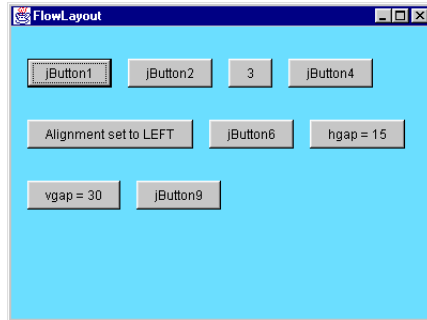 FlowLayout
jButton1 jButton2 3 jButton4
Alignment set to LEFT jButton6 hgap = 15
vgap = 30 jButton9